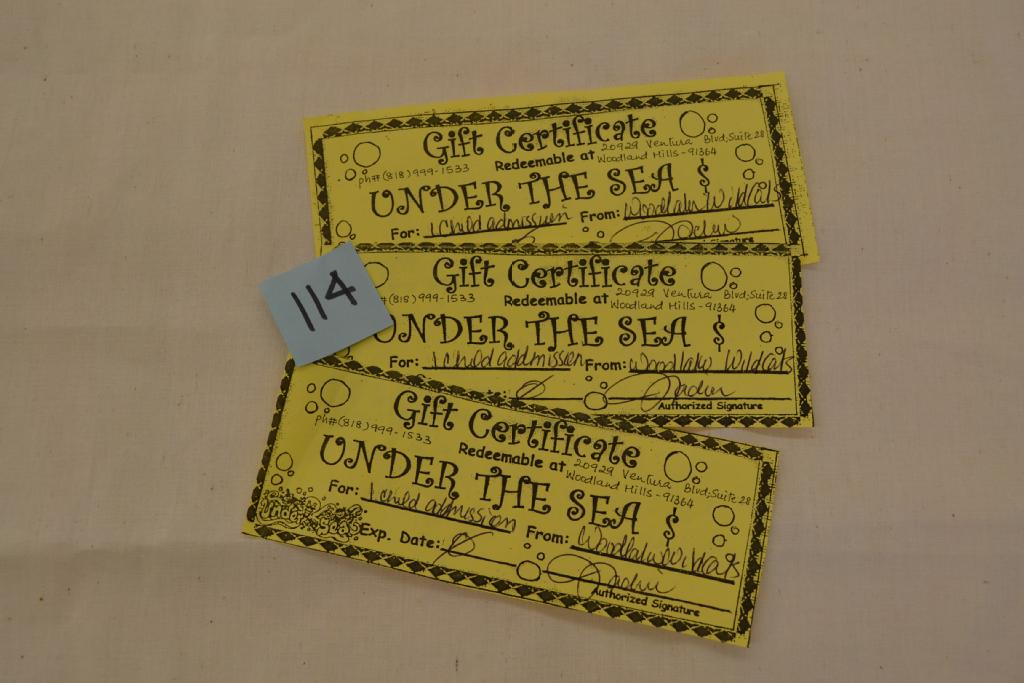 Gift Certificate
Redeemable at 20929 Ventura Blvd; Suite 28
Woodland Hills - 91364
ph#(818)999-1533
UNDER THE SEA $
For: 1 child admission From: Woodlake Wildcats
114
Gift Certificate
Redeemable at 20929 Ventura Blvd; Suite 28
Woodland Hills - 91364
#(818)999-1533
UNDER THE SEA $
For: 1 child admission From: Woodlake Wildcats
Authorized Signature
Gift Certificate
ph#(818)999-1533
Redeemable at 20929 Ventura Blvd; Suite 28
Woodland Hills - 91364
UNDER THE SEA $
For: 1 child admission From: Woodlake Wildcats
Under the Sea
Exp. Date:
Authorized Signature